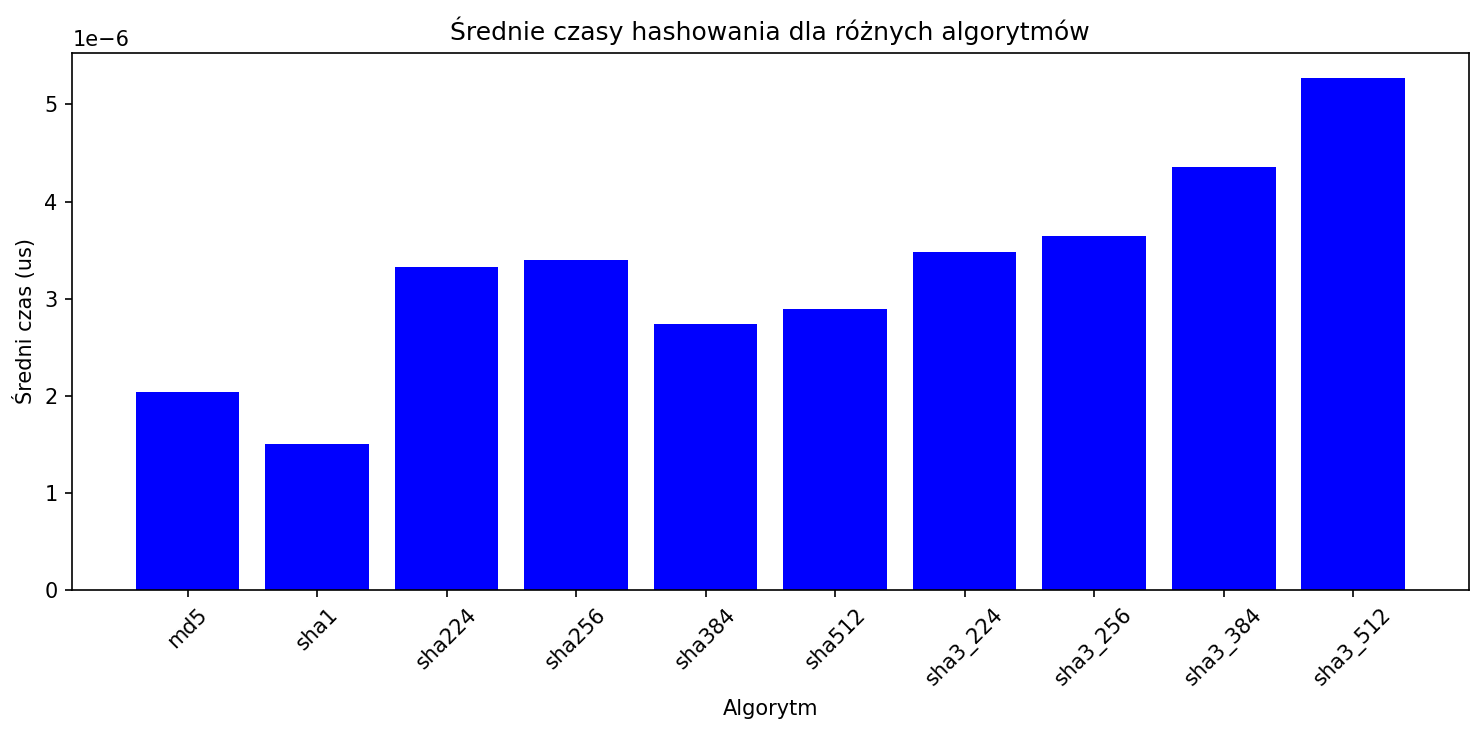 Średnie czasy hashowania dla różnych algorytmów
1e−6
5
4
3
2
1
0
Średni czas (us)
md5
sha1
sha224
sha256
sha384
sha512
sha3_224
sha3_256
sha3_384
sha3_512
Algorytm